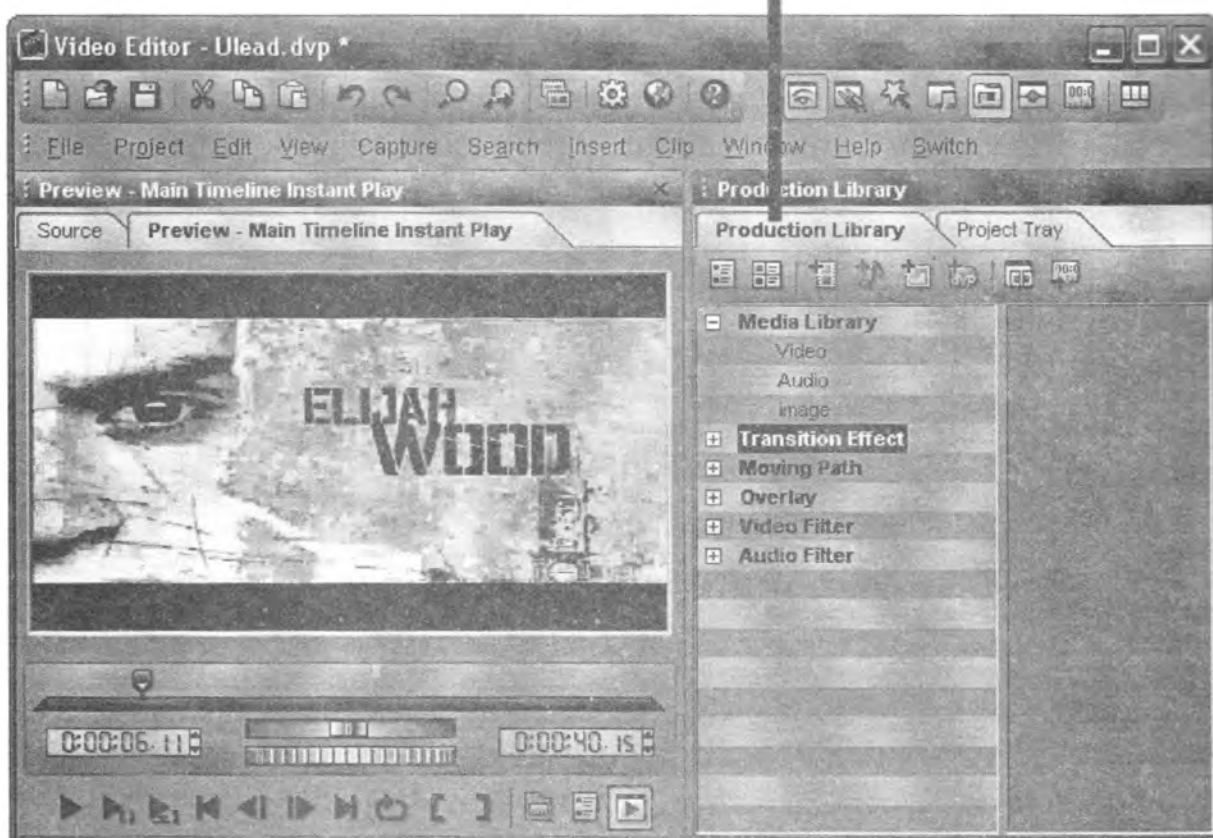 Video Editor - Ulead.dvp *
File Project Edit View Capture Search Insert Clip Window Help Switch
Preview - Main Timeline Instant Play
Source
Preview - Main Timeline Instant Play
ELIJAH
WOOD
0:00:06.11
0:00:40.15
Production Library
Production Library
Project Tray
Media Library
Video
Audio
image
Transition Effect
Moving Path
Overlay
Video Filter
Audio Filter